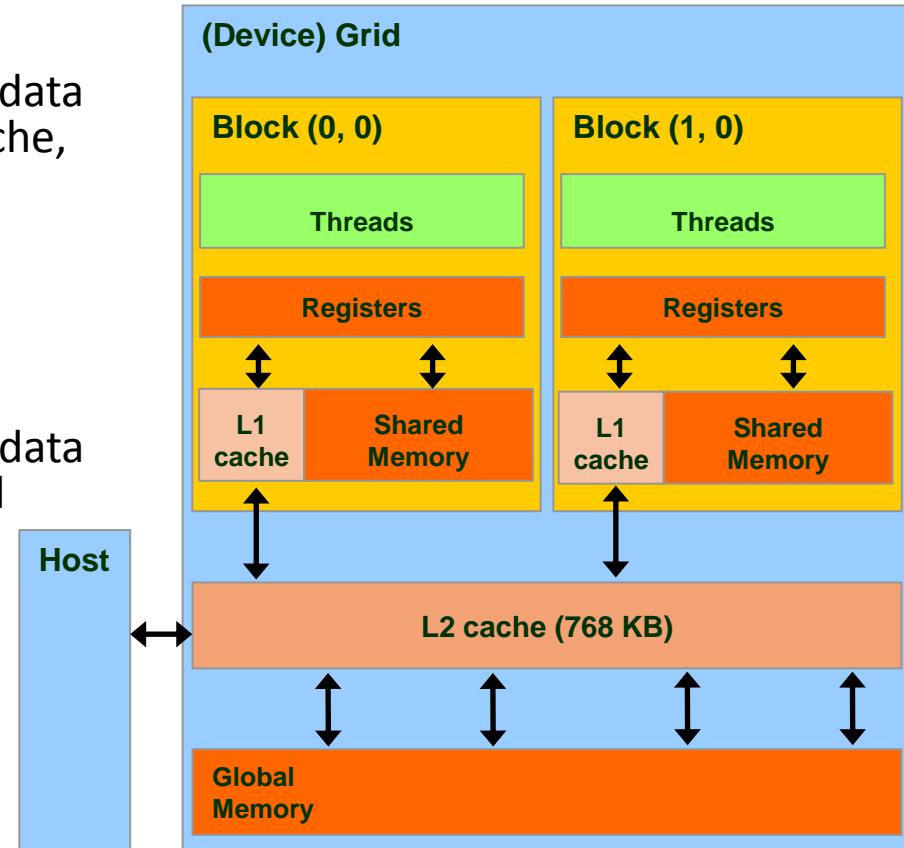 data
che,
data
(Device) Grid
Block (0, 0)
Threads
Registers
L1
cache
Shared
Memory
Block (1, 0)
Threads
Registers
L1
cache
Shared
Memory
Host
L2 cache (768 KB)
Global
Memory